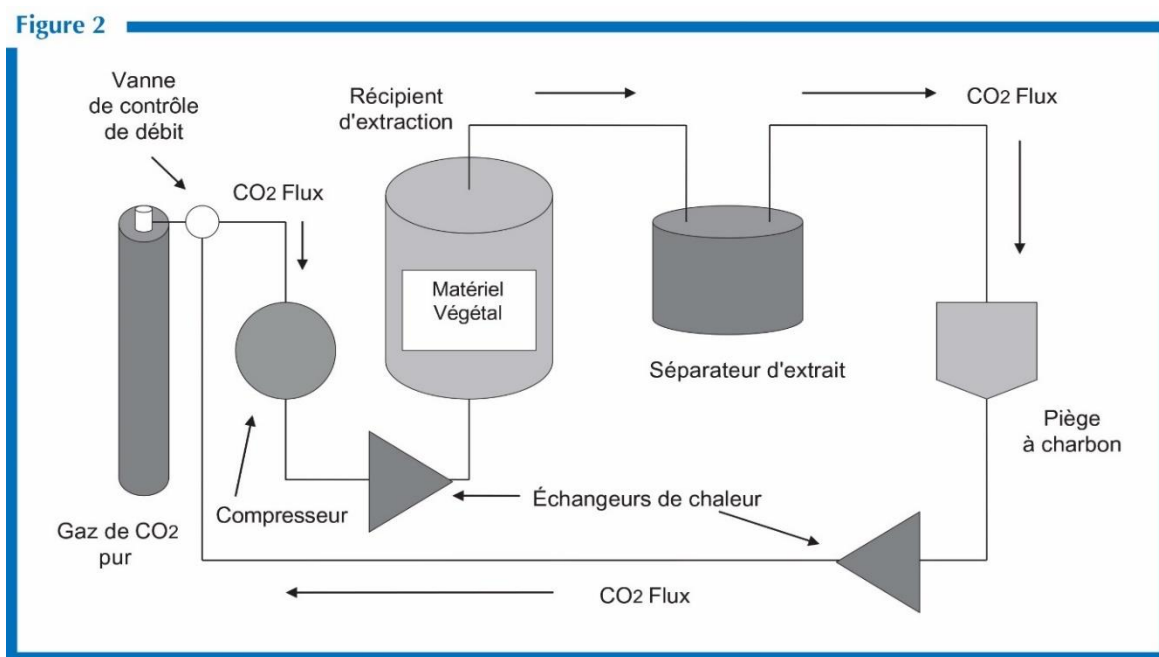 Figure 2
Vanne
de contrôle
de débit
Récipient
d'extraction
CO2 Flux
CO2 Flux
Matériel
Végétal
Séparateur d'extrait
Piège
à charbon
Compresseur
Échangeurs de chaleur
Gaz de CO2
pur
CO2 Flux